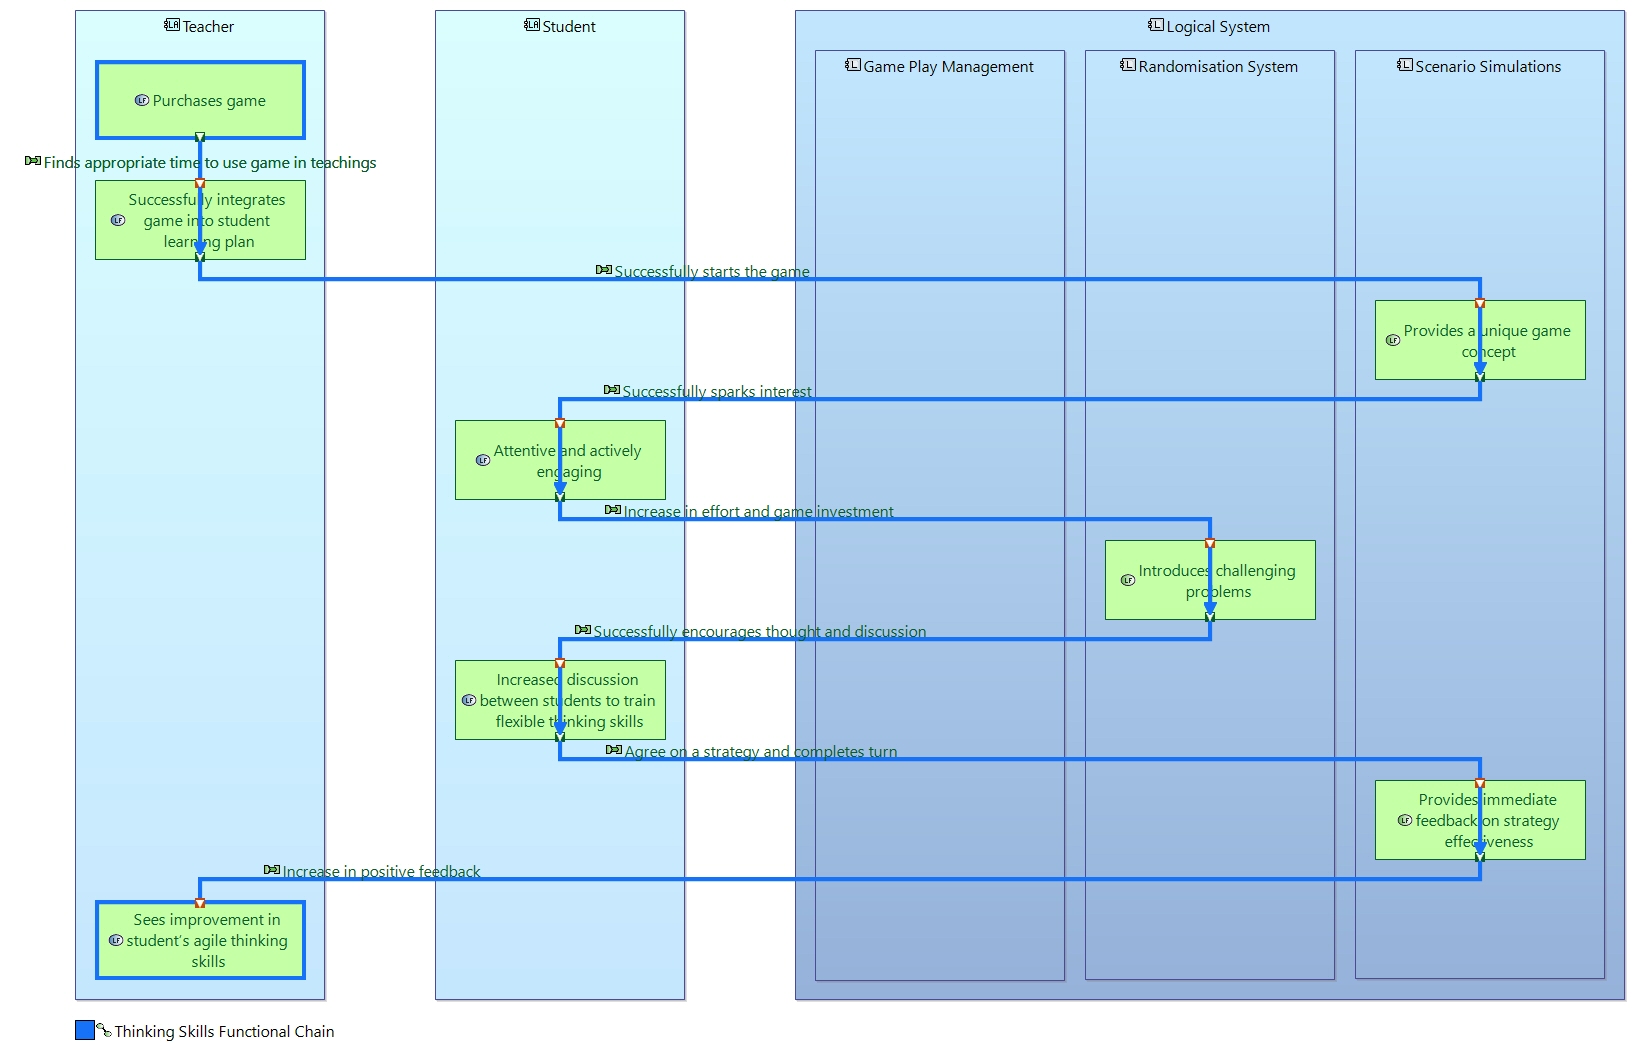 Teacher
Student
Logical System
Game Play Management
Randomisation System
Scenario Simulations
Purchases game
Finds appropriate time to use game in teachings
Successfully integrates
game into student
learning plan
Successfully starts the game
Provides a unique game
concept
Successfully sparks interest
Attentive and actively
engaging
Increase in effort and game investment
Introduces challenging
problems
Successfully encourages thought and discussion
Increased discussion
between students to train
flexible thinking skills
Agree on a strategy and completes turn
Provides immediate
feedback on strategy
effectiveness
Increase in positive feedback
Sees improvement in
student's agile thinking
skills
Thinking Skills Functional Chain